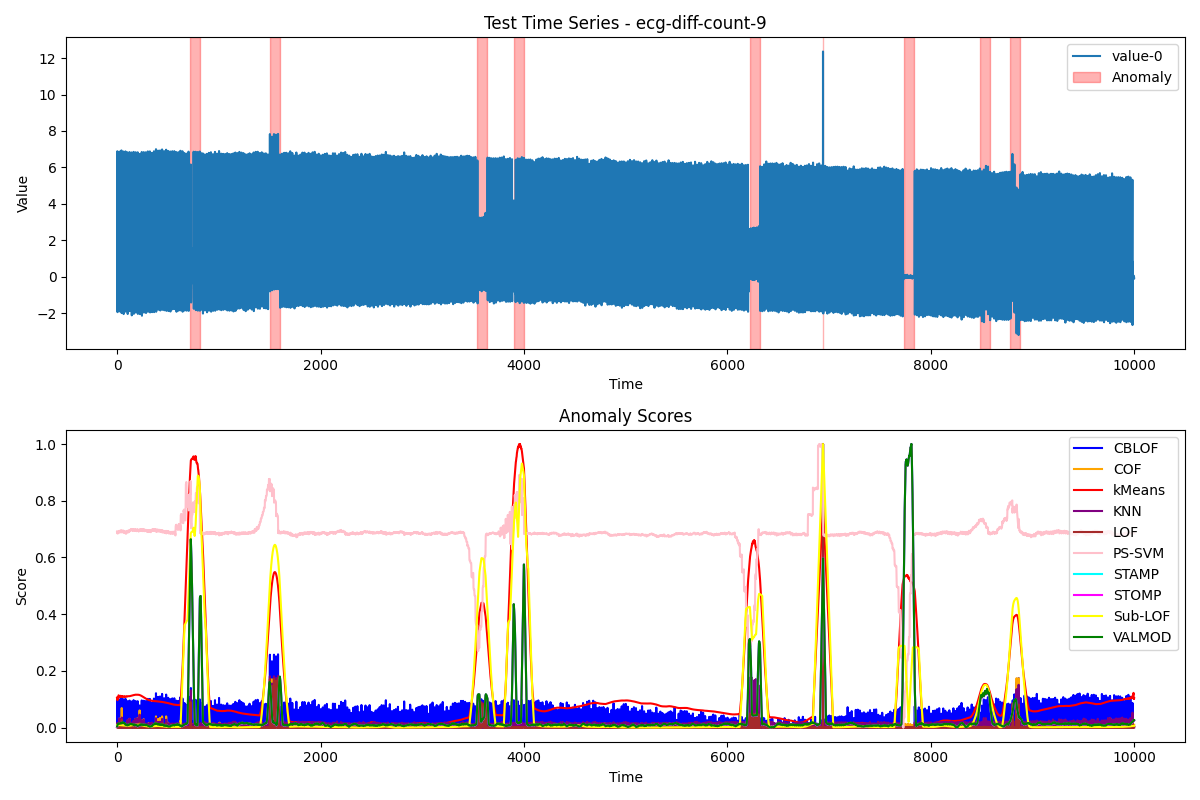 Test Time Series - ecg-diff-count-9
12
10
8
6
4
2
0
−2
Value
value-0
Anomaly
0
2000
4000
6000
8000
10000
Time
Anomaly Scores
1.0
0.8
0.6
0.4
0.2
0.0
Score
CBLOF
COF
kMeans
KNN
LOF
PS-SVM
STAMP
STOMP
Sub-LOF
VALMOD
0
2000
4000
6000
8000
10000
Time